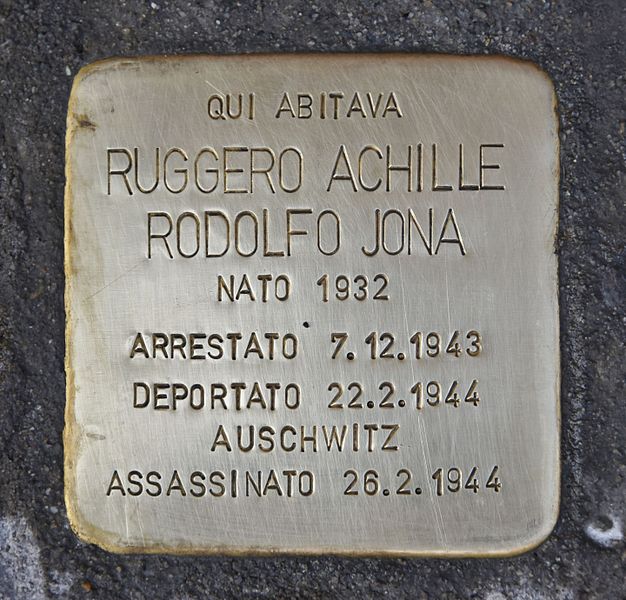 QUI ABITAVA
RUGGERO ACHILLE
RODOLFO JONA
NATO 1932
ARRESTATO 7.12.1943
DEPORTATO 22.2.1944
AUSCHWITZ
ASSASSINATO 26.2.1944